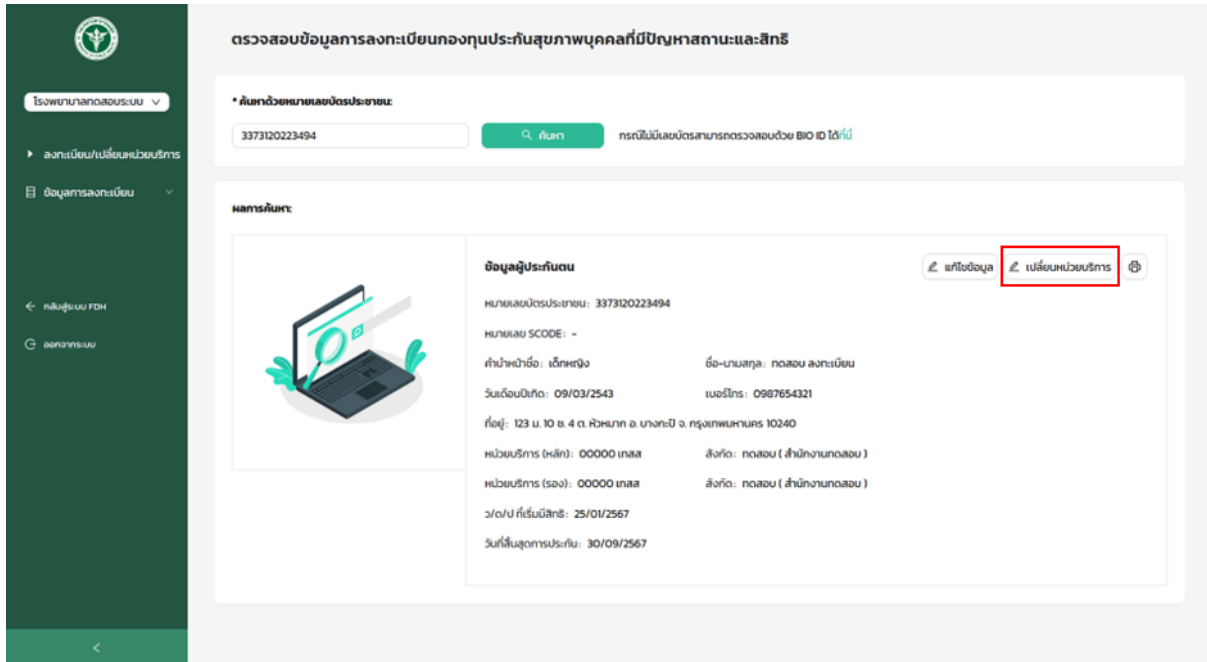 ตรวจสอบข้อมูลการลงทะเบียนกองทุนประกันสุขภาพบุคคลที่มีปัญหาสถานะและสิทธิ
โรงพยาบาลทดสอบระบบ
ลงทะเบียน/เปลี่ยนหน่วยบริการ
ข้อมูลการลงทะเบียน
กลับสู่ระบบ FDH
ออกจากระบบ
* ค้นหาด้วยหมายเลขบัตรประชาชน:
3373120223494 ค้นหา กรณีไม่มีเลขบัตรสามารถตรวจสอบด้วย BIO ID ได้ที่นี่
ผลการค้นหา:
ข้อมูลผู้ประกันตน แก้ไขข้อมูล เปลี่ยนหน่วยบริการ
หมายเลขบัตรประชาชน: 3373120223494
หมายเลข SCODE: -
คำนำหน้าชื่อ: เด็กหญิง ชื่อ-นามสกุล: ทดสอบ ลงทะเบียน
วันเดือนปีเกิด: 09/03/2543 เบอร์โทร: 0987654321
ที่อยู่: 123 ม. 10 ซ. 4 ต. หัวหมาก อ. บางกะปิ จ. กรุงเทพมหานคร 10240
หน่วยบริการ (หลัก): 00000 เทสส สังกัด: ทดสอบ ( สำนักงานทดสอบ )
หน่วยบริการ (รอง): 00000 เทสส สังกัด: ทดสอบ ( สำนักงานทดสอบ )
ว/ด/ป ที่เริ่มมีสิทธิ: 25/01/2567
วันที่สิ้นสุดการประกัน: 30/09/2567